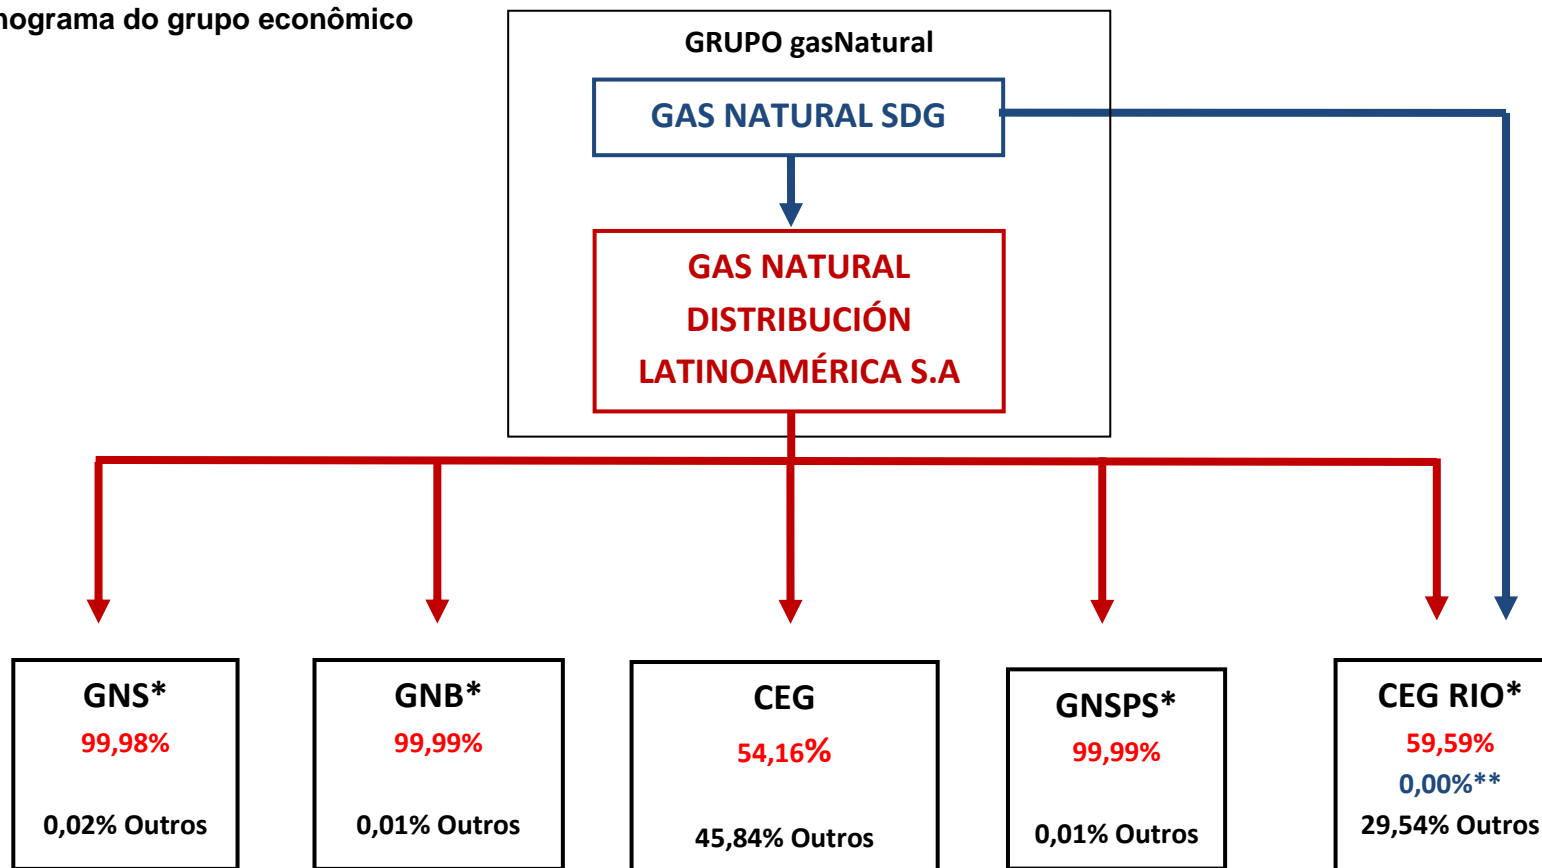 nograma do grupo econômico
GRUPO gasNatural
GAS NATURAL SDG
GAS NATURAL
DISTRIBUCIÓN
LATINOAMÉRICA S.A
GNS*
99,98%
0,02% Outros
GNB*
99,99%
0,01% Outros
CEG
54,16%
45,84% Outros
GNSPS*
99,99%
0,01% Outros
CEG RIO*
59,59%
0,00%**
29,54% Outros